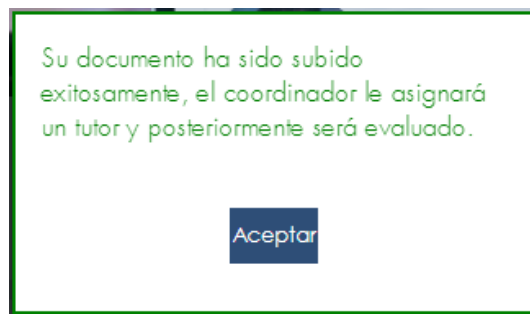 Su documento ha sido subido
exitosamente, el coordinador le asignará
un tutor y posteriormente será evaluado.
Aceptar